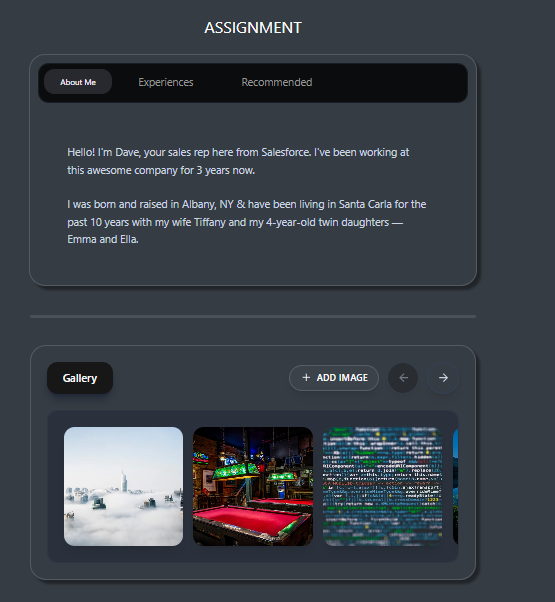 ASSIGNMENT
About Me Experiences Recommended
Hello! I'm Dave, your sales rep here from Salesforce. I've been working at
this awesome company for 3 years now.
I was born and raised in Albany, NY & have been living in Santa Carla for the
past 10 years with my wife Tiffany and my 4-year-old twin daughters —
Emma and Ella.
Gallery + ADD IMAGE ← →